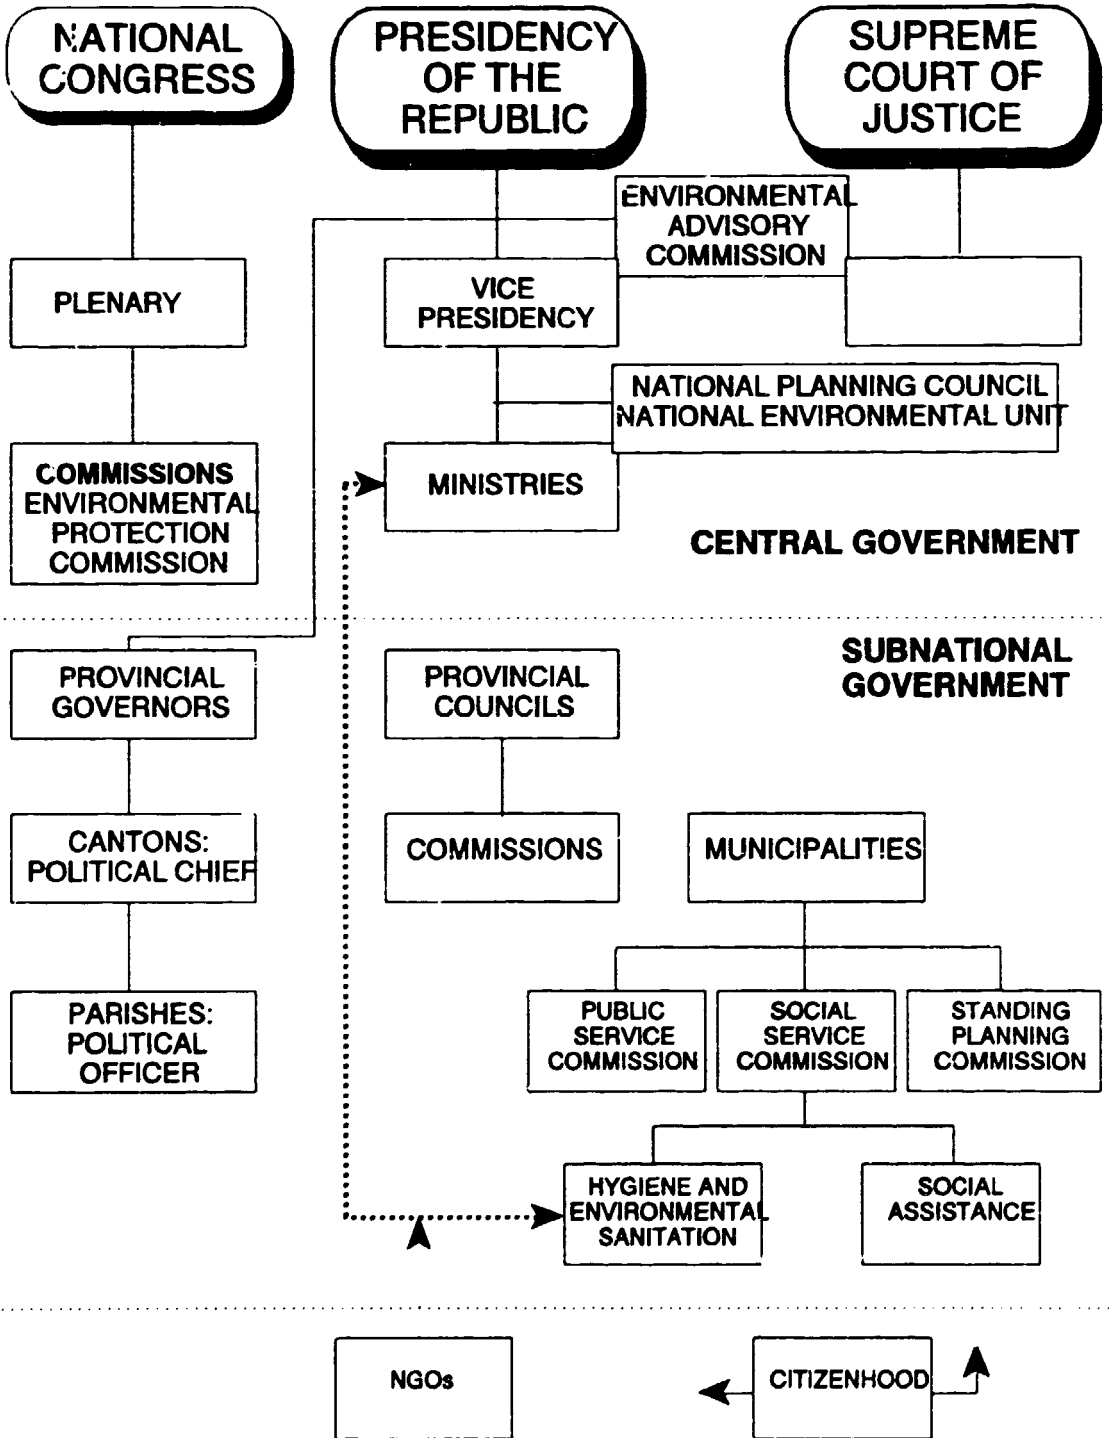 NATIONAL
CONGRESS
PRESIDENCY
OF THE
REPUBLIC
SUPREME
COURT OF
JUSTICE
ENVIRONMENTAL
ADVISORY
COMMISSION
PLENARY
VICE
PRESIDENCY
NATIONAL PLANNING COUNCIL
NATIONAL ENVIRONMENTAL UNIT
COMMISSIONS
ENVIRONMENTAL
PROTECTION
COMMISSION
MINISTRIES
CENTRAL GOVERNMENT
SUBNATIONAL
GOVERNMENT
PROVINCIAL
GOVERNORS
PROVINCIAL
COUNCILS
CANTONS:
POLITICAL CHIEF
COMMISSIONS
MUNICIPALITIES
PARISHES:
POLITICAL
OFFICER
PUBLIC
SERVICE
COMMISSION
SOCIAL
SERVICE
COMMISSION
STANDING
PLANNING
COMMISSION
HYGIENE AND
ENVIRONMENTAL
SANITATION
SOCIAL
ASSISTANCE
NGOs
CITIZENHOOD